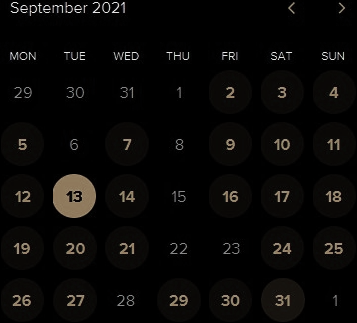 September 2021
MON TUE WED THU FRI SAT SUN
29 30 31 1 2 3 4
5 6 7 8 9 10 11
12 13 14 15 16 17 18
19 20 21 22 23 24 25
26 27 28 29 30 31 1